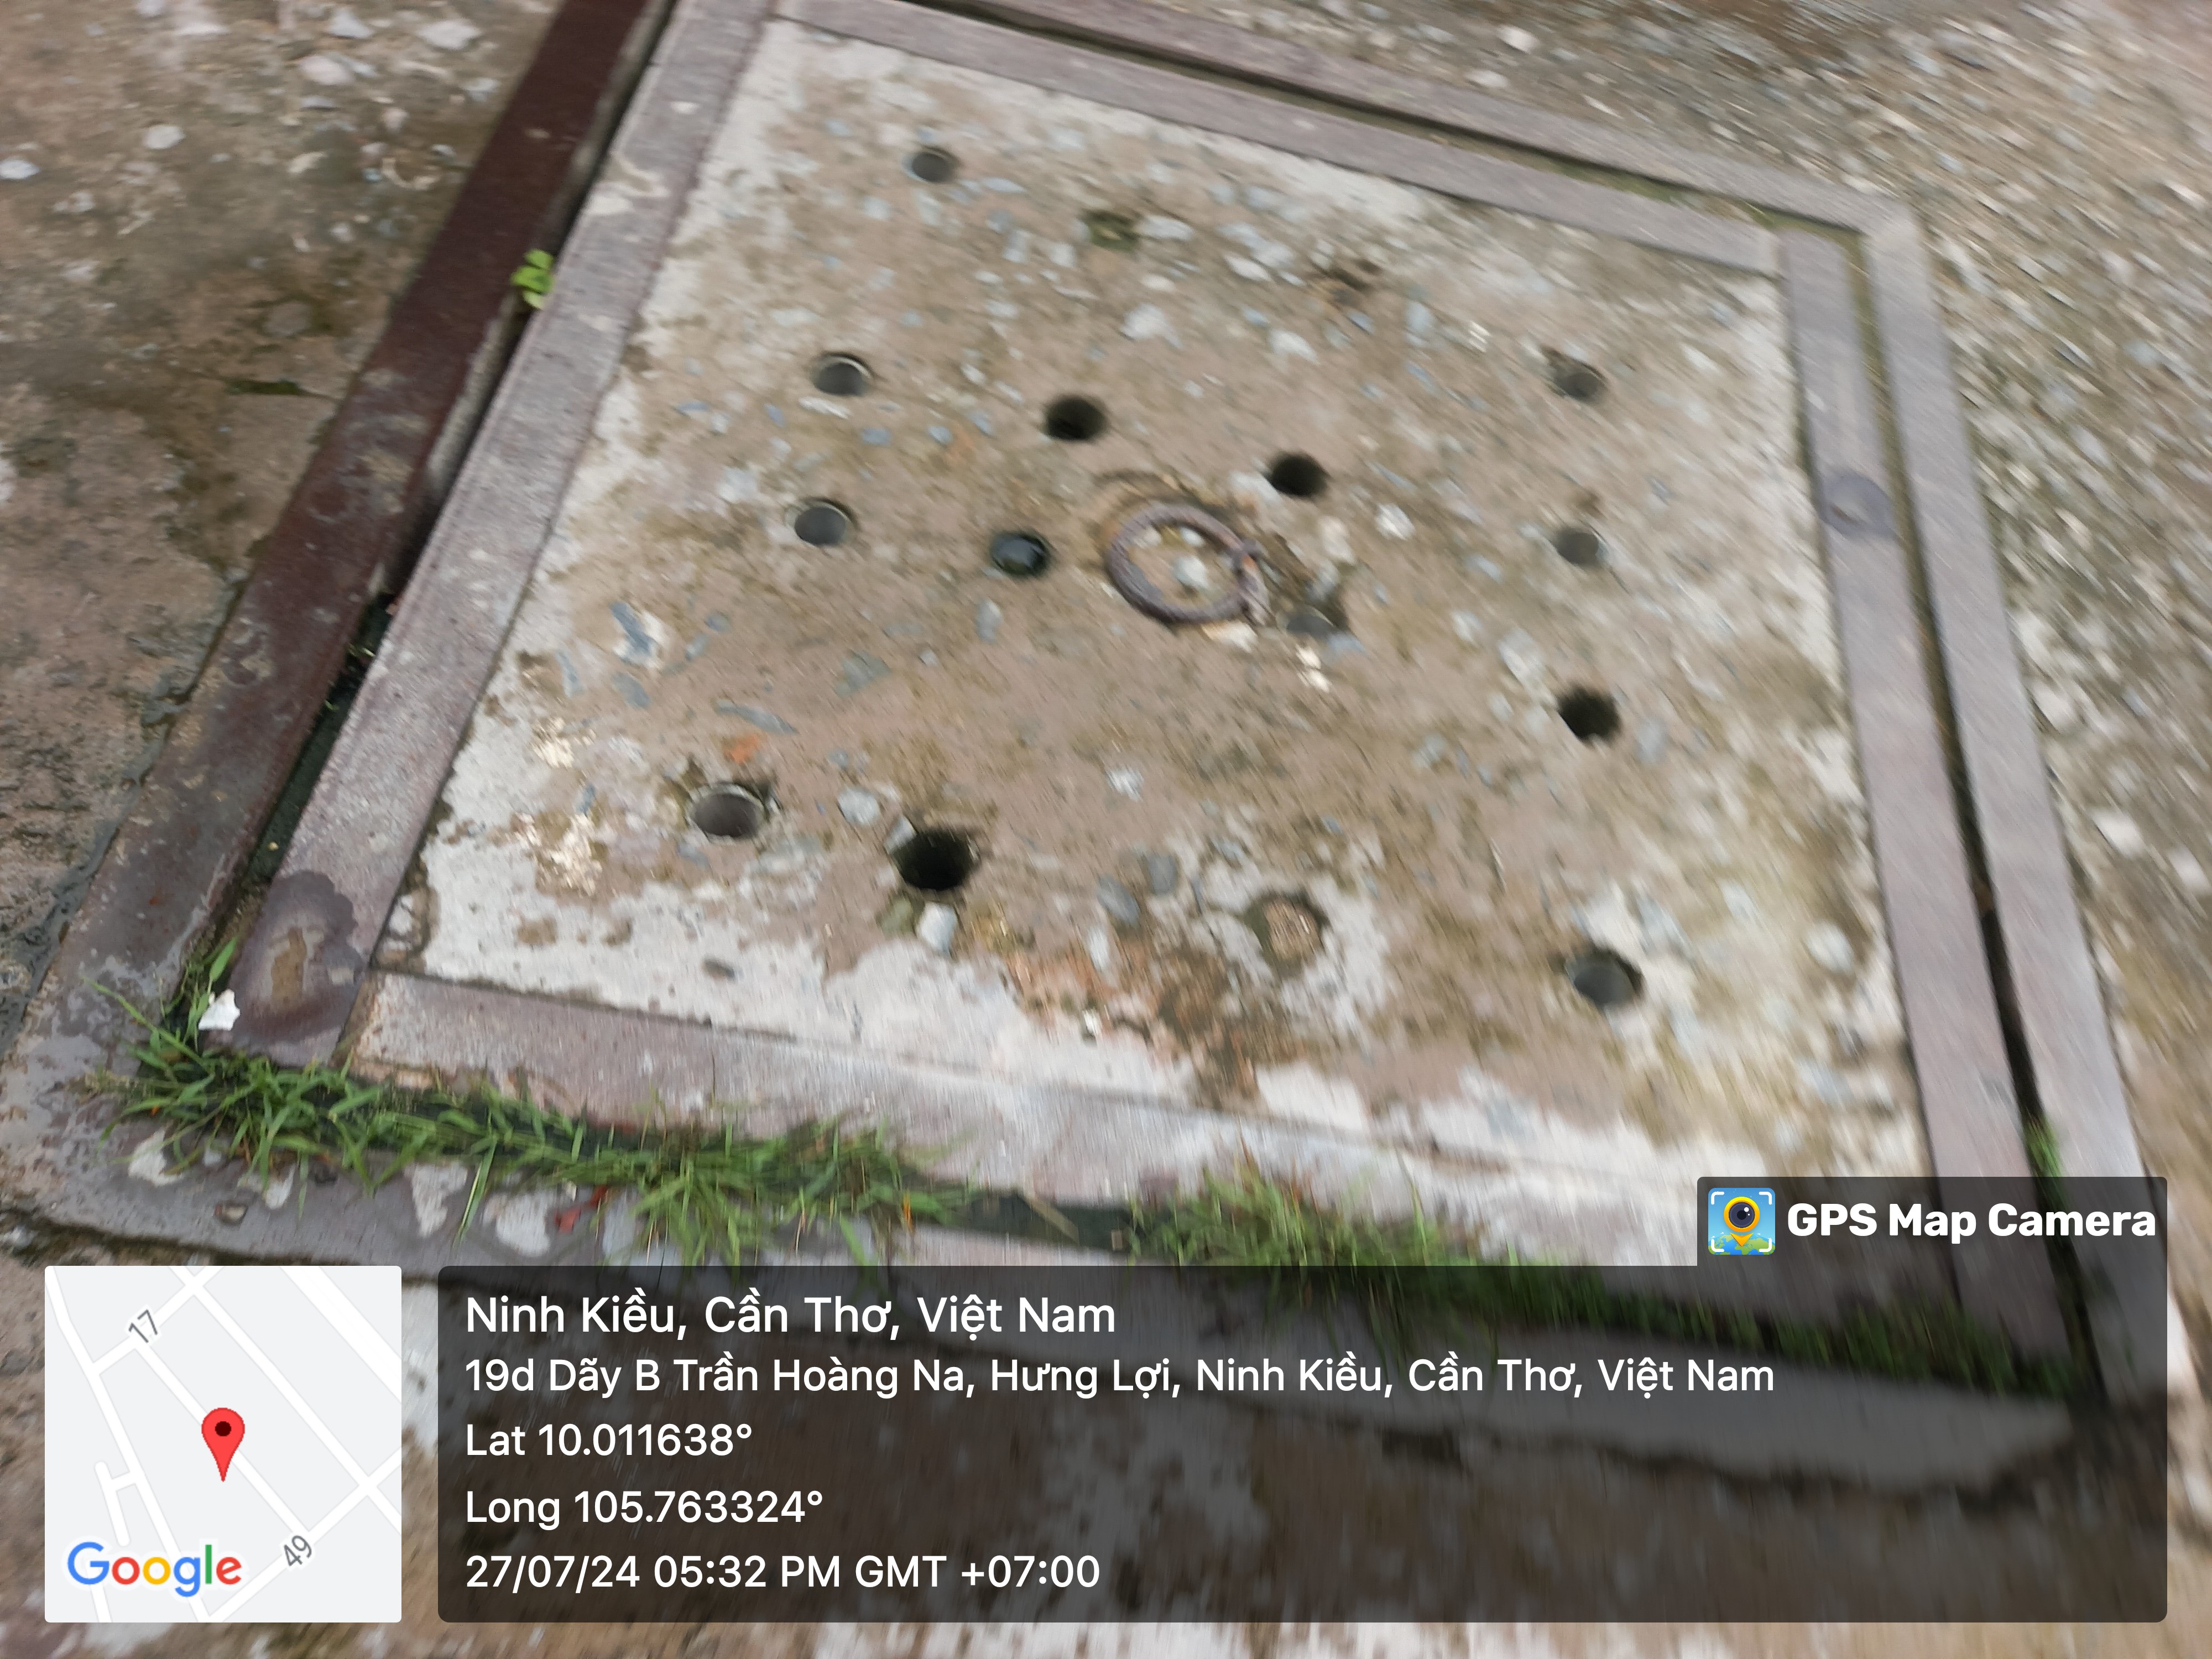 GPS Map Camera
17
49
Google
Ninh Kiều, Cần Thơ, Việt Nam
19d Dãy B Trần Hoàng Na, Hưng Lợi, Ninh Kiều, Cần Thơ, Việt Nam
Lat 10.011638°
Long 105.763324°
27/07/24 05:32 PM GMT +07:00